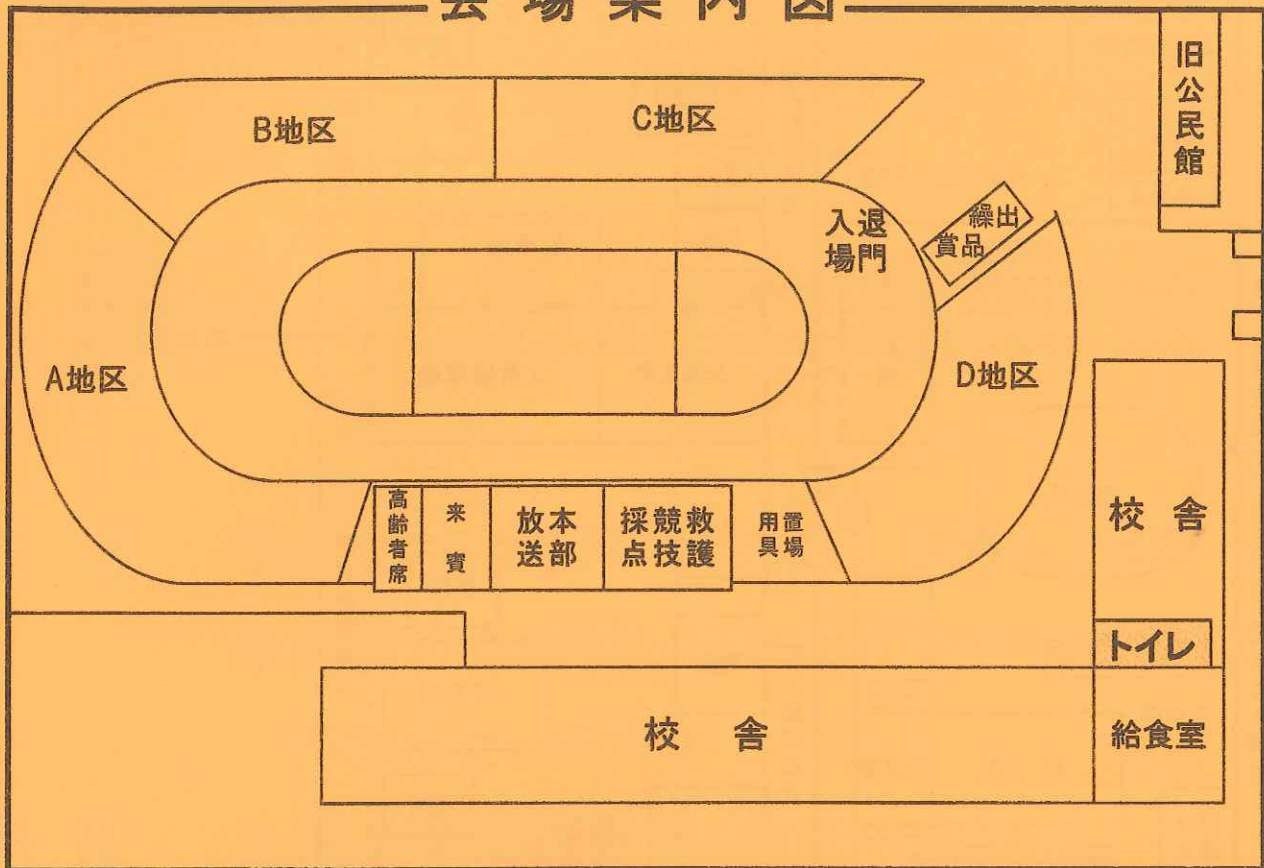 会場案内図
旧公民館
B地区
C地区
入退
場門
繰出
賞品
A地区
D地区
高齢者席
来賓
放本
送部
採競救
点技護
用置
具場
校舎
トイレ
校舎
給食室